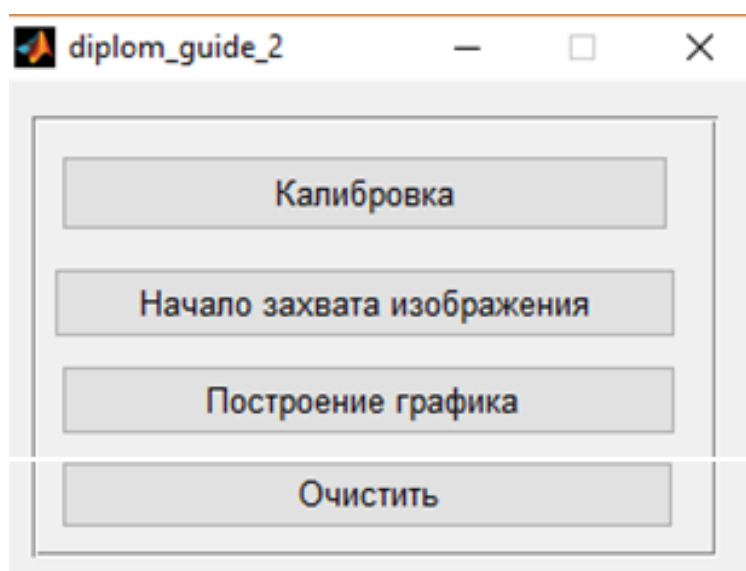 diplom_guide_2
Калибровка
Начало захвата изображения
Построение графика
Очистить